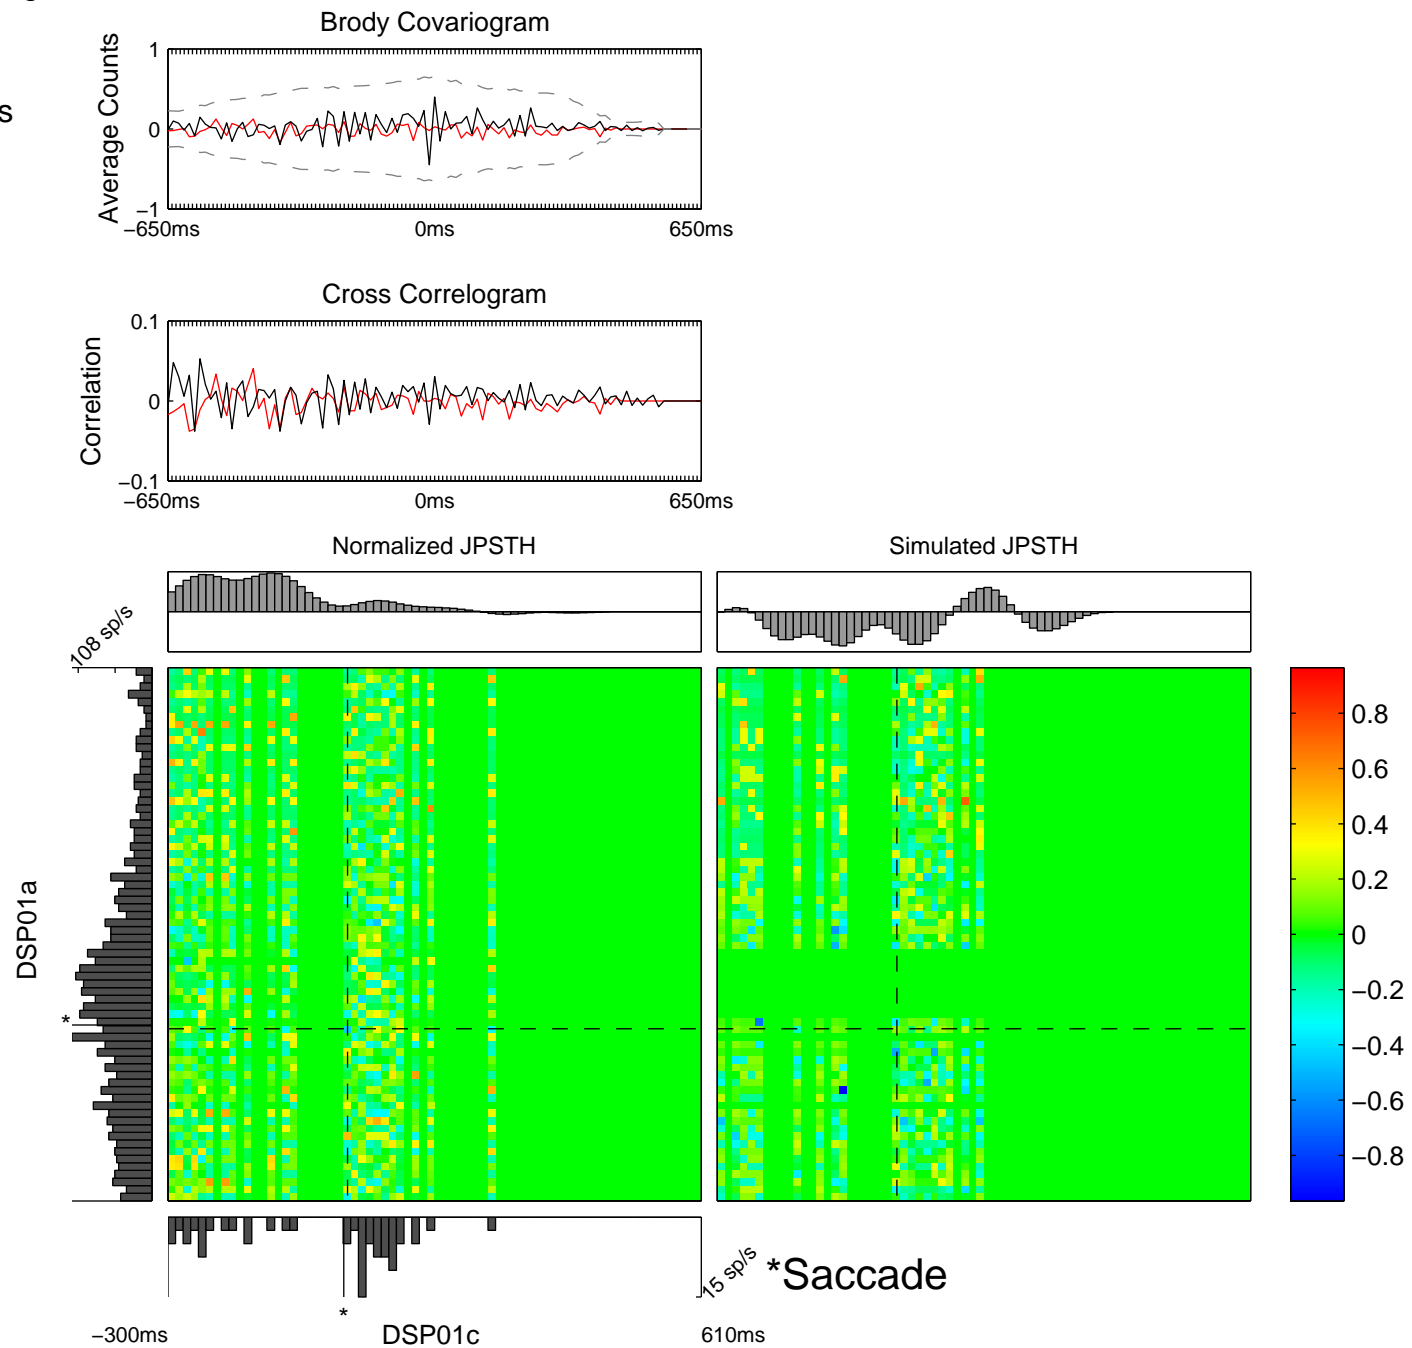 Brody Covariogram
Average Counts
1
0
−1
−650ms
0ms
650ms
s
Cross Correlogram
Correlation
0.1
0
−0.1
−650ms
0ms
650ms
Normalized JPSTH
Simulated JPSTH
108 sp/s
DSP01a
*
0.8
0.6
0.4
0.2
0
−0.2
−0.4
−0.6
−0.8
15 sp/s
*Saccade
*
−300ms
DSP01c
610ms